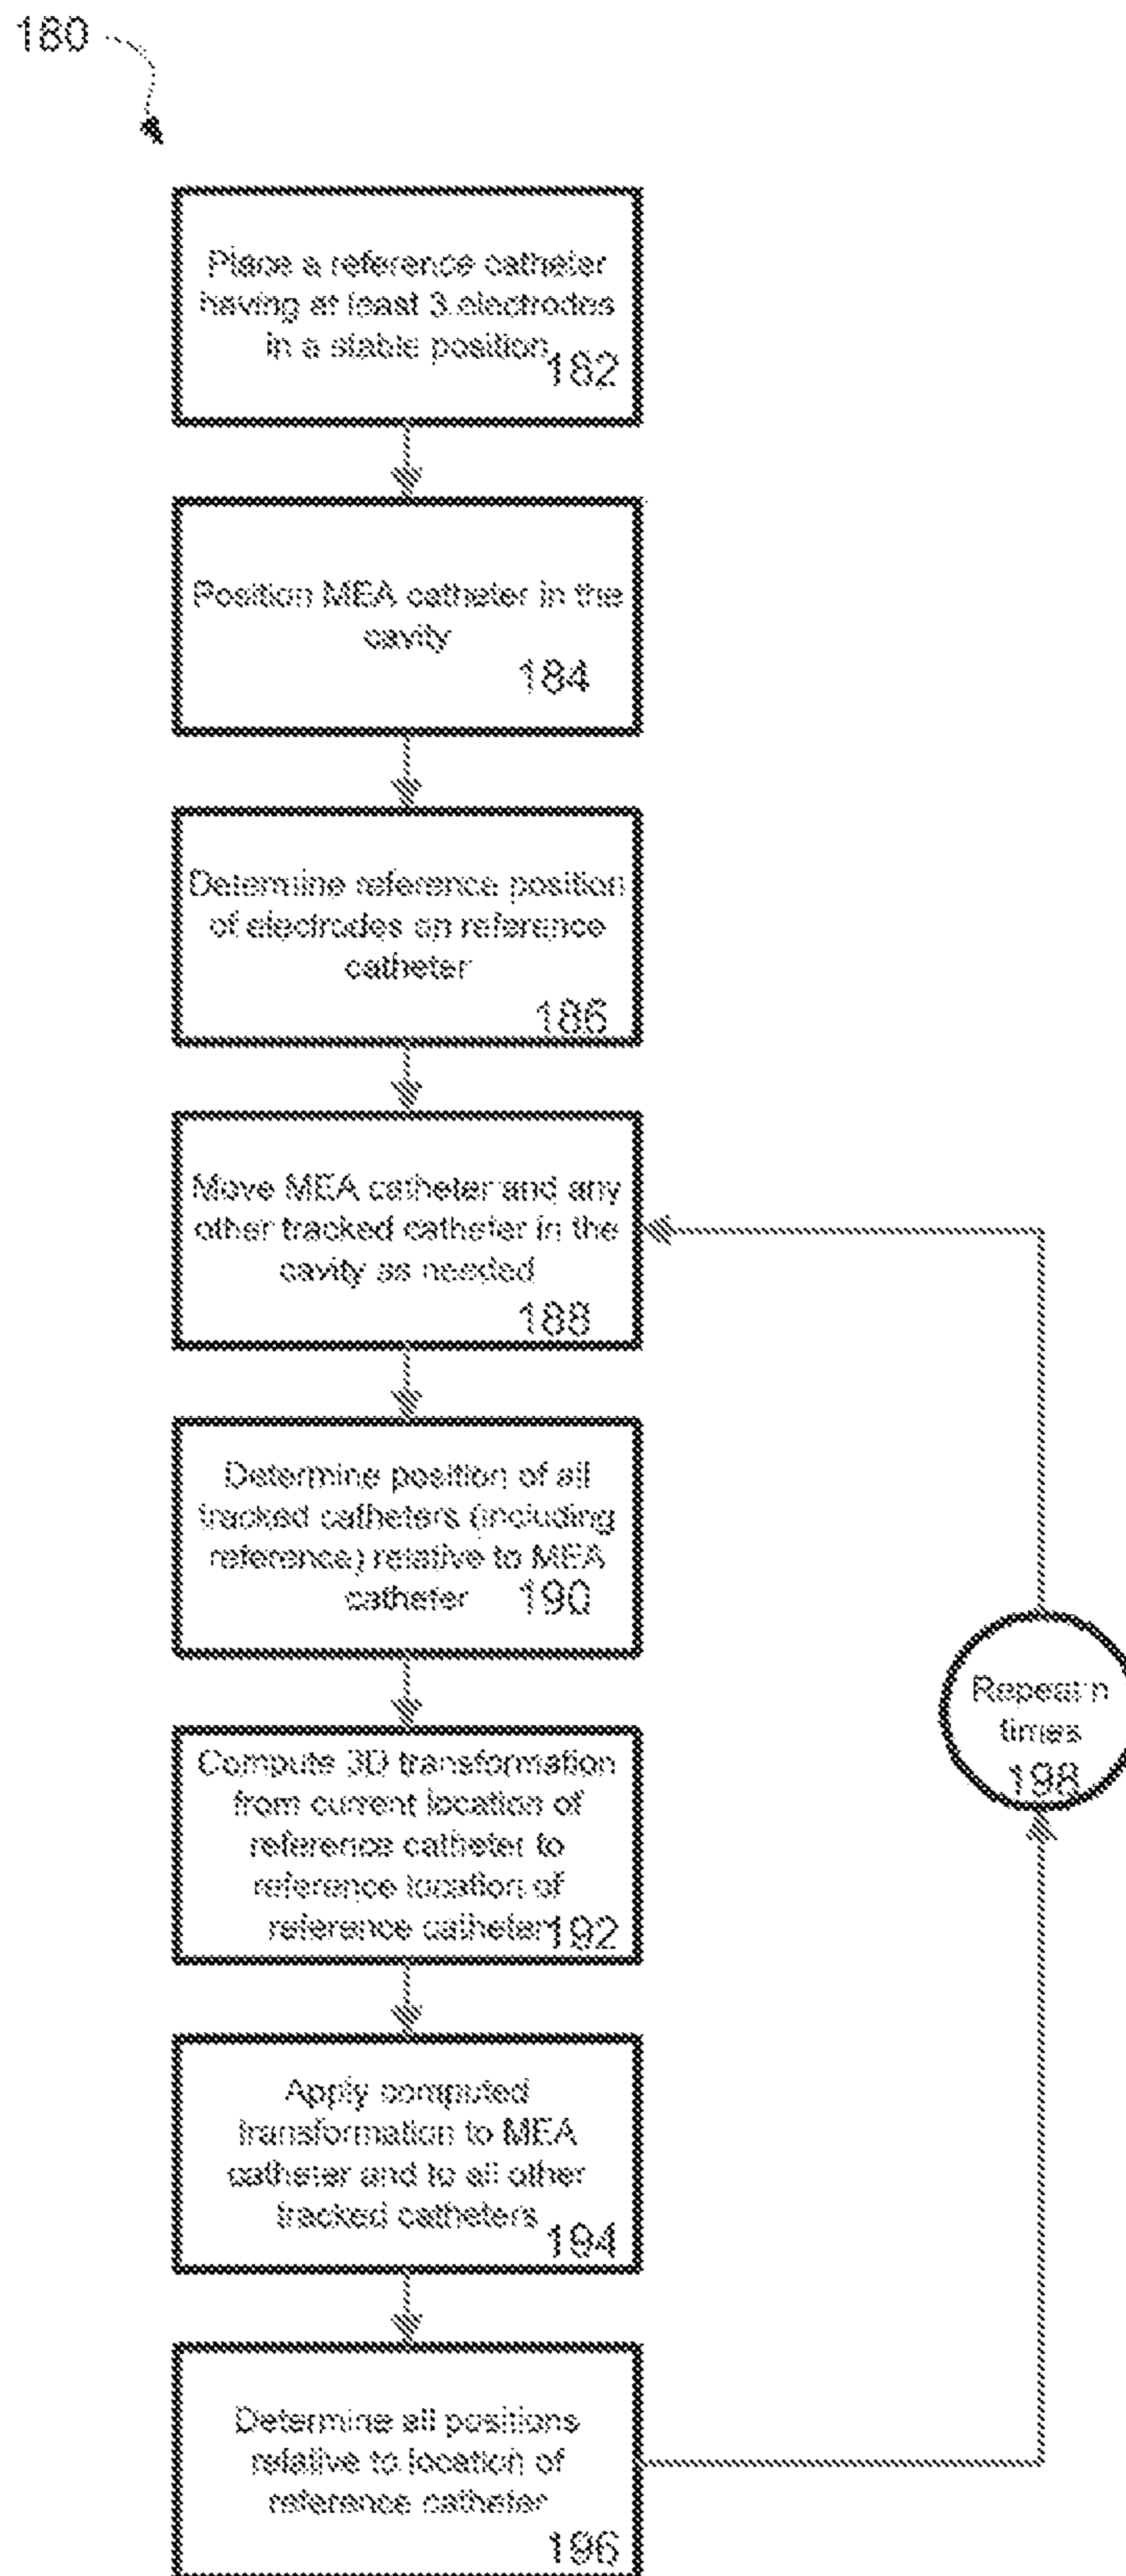 180
Place a reference catheter
having at least 3 electrodes
in a stable position
182
Position MEA catheter in the
cavity
184
Determine reference position
of electrodes on reference
catheter
186
Move MEA catheter and any
other tracked catheter in the
cavity as needed
188
Determine position of all
tracked catheters (including
reference) relative to MEA
catheter 190
Compute 3D transformation
from current location of
reference catheter to
reference location of
reference catheter 192
Apply computed
transformation to MEA
catheter and to all other
tracked catheters
194
Repeat n
times
198
Determine all positions
relative to location of
reference catheter
196